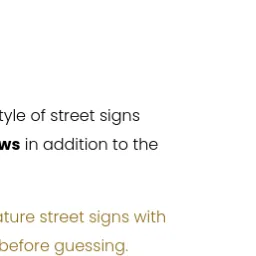 tyle of street signs
ws in addition to the
ature street signs with
before guessing.